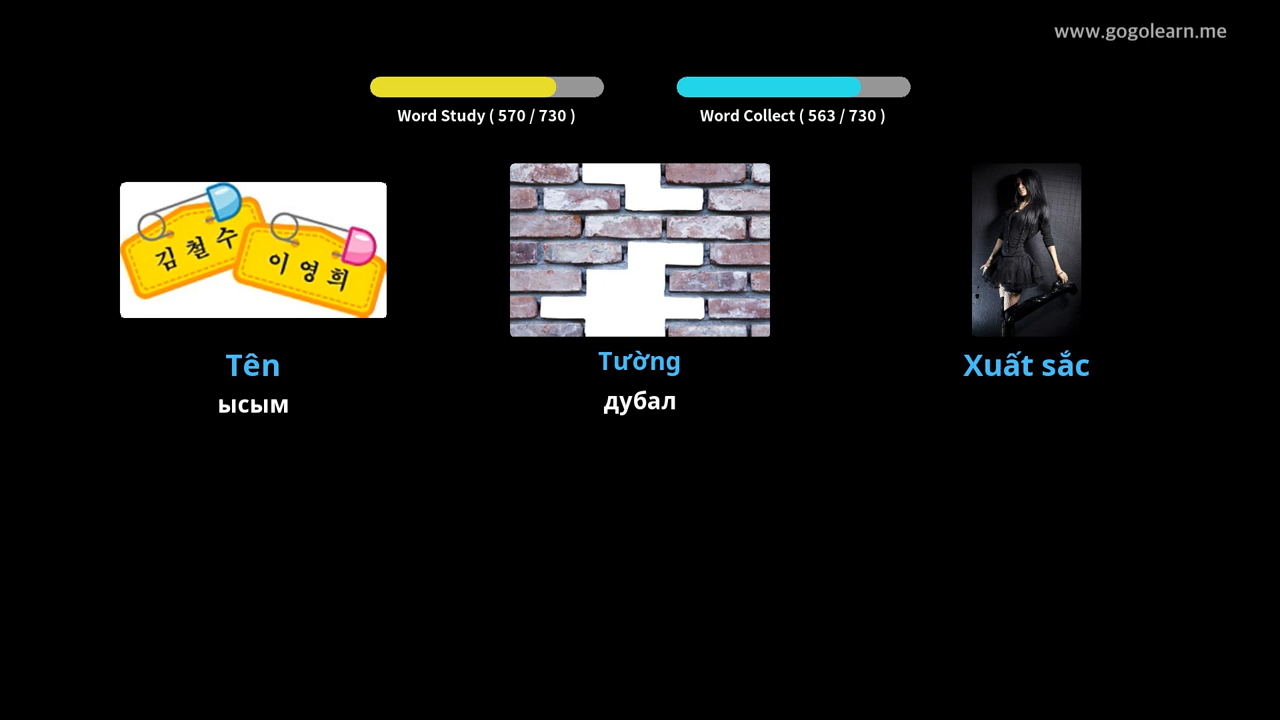 www.gogolearn.me
Word Study ( 570 / 730 )
Word Collect ( 563 / 730 )
김철수
이영희
Tên
ысым
Tường
дубал
Xuất sắc